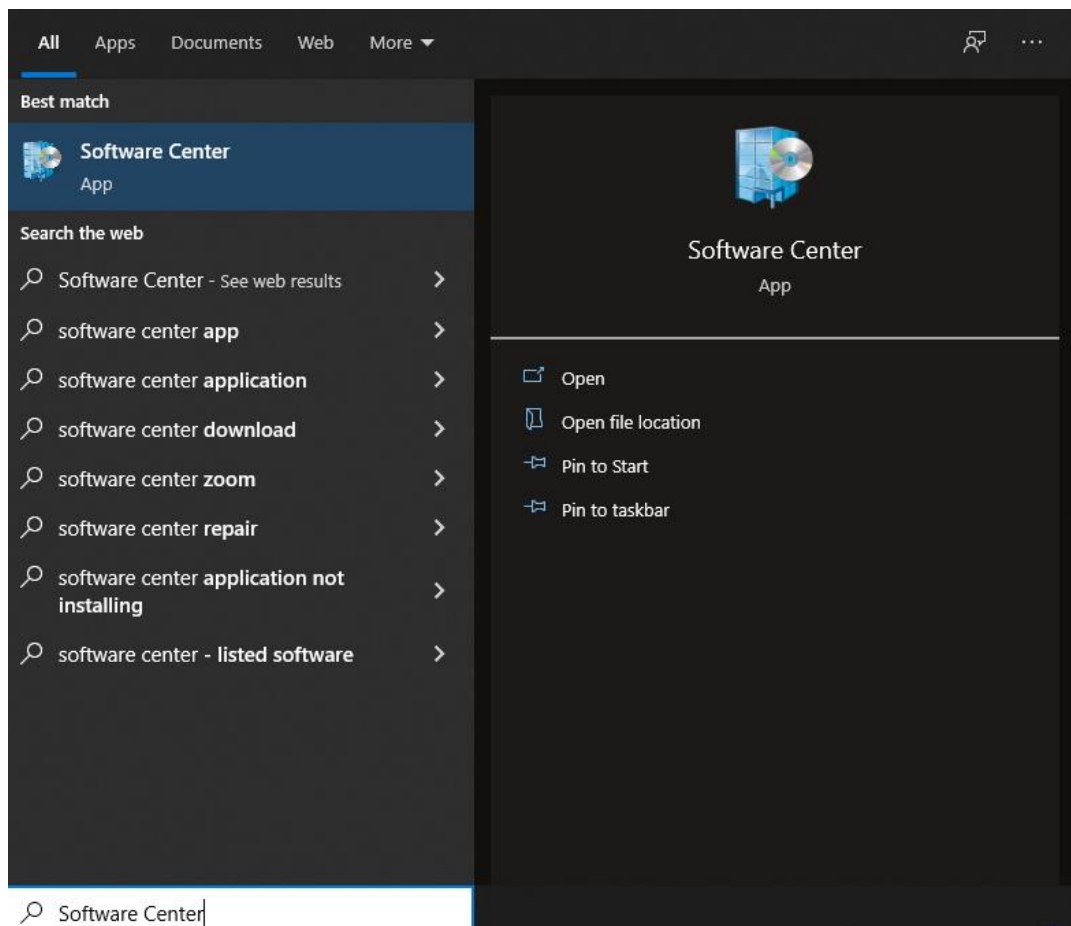 All Apps Documents Web More
Best match
Software Center
App
Search the web
Software Center - See web results
software center app
software center application
software center download
software center zoom
software center repair
software center application not
installing
software center - listed software
Software Center
App
Open
Open file location
Pin to Start
Pin to taskbar
Software Center